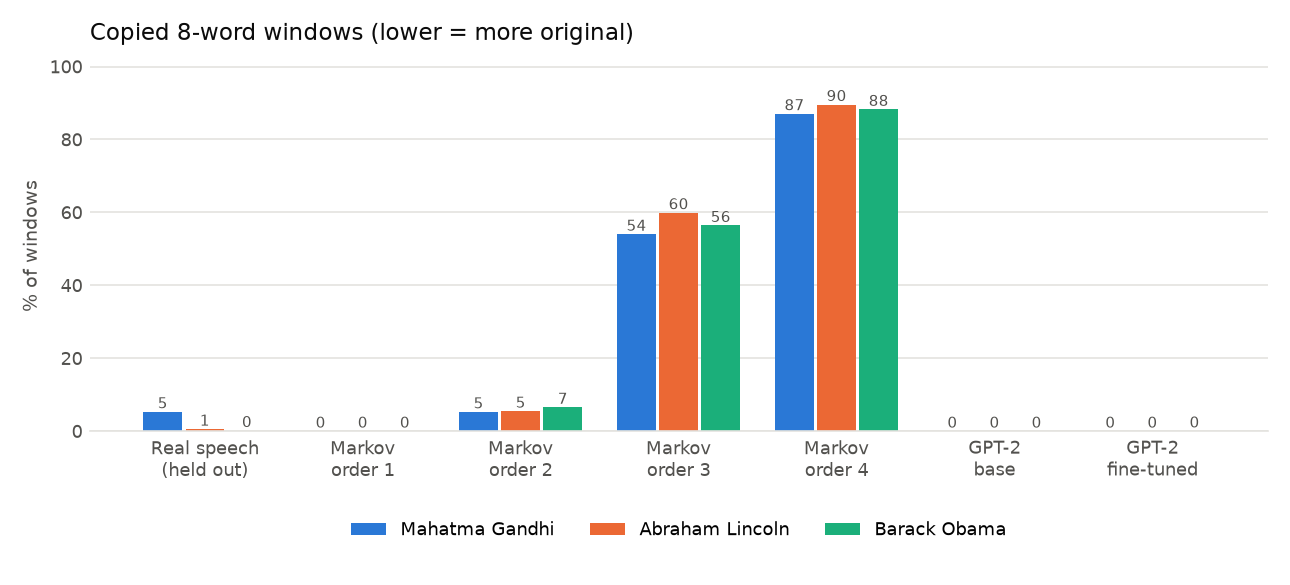 Copied 8-word windows (lower = more original)
100
80
60
40
20
0
% of windows
5 1 0
0 0 0
5 5 7
54 60 56
87 90 88
0 0 0
0 0 0
Real speech
(held out)
Markov
order 1
Markov
order 2
Markov
order 3
Markov
order 4
GPT-2
base
GPT-2
fine-tuned
Mahatma Gandhi
Abraham Lincoln
Barack Obama